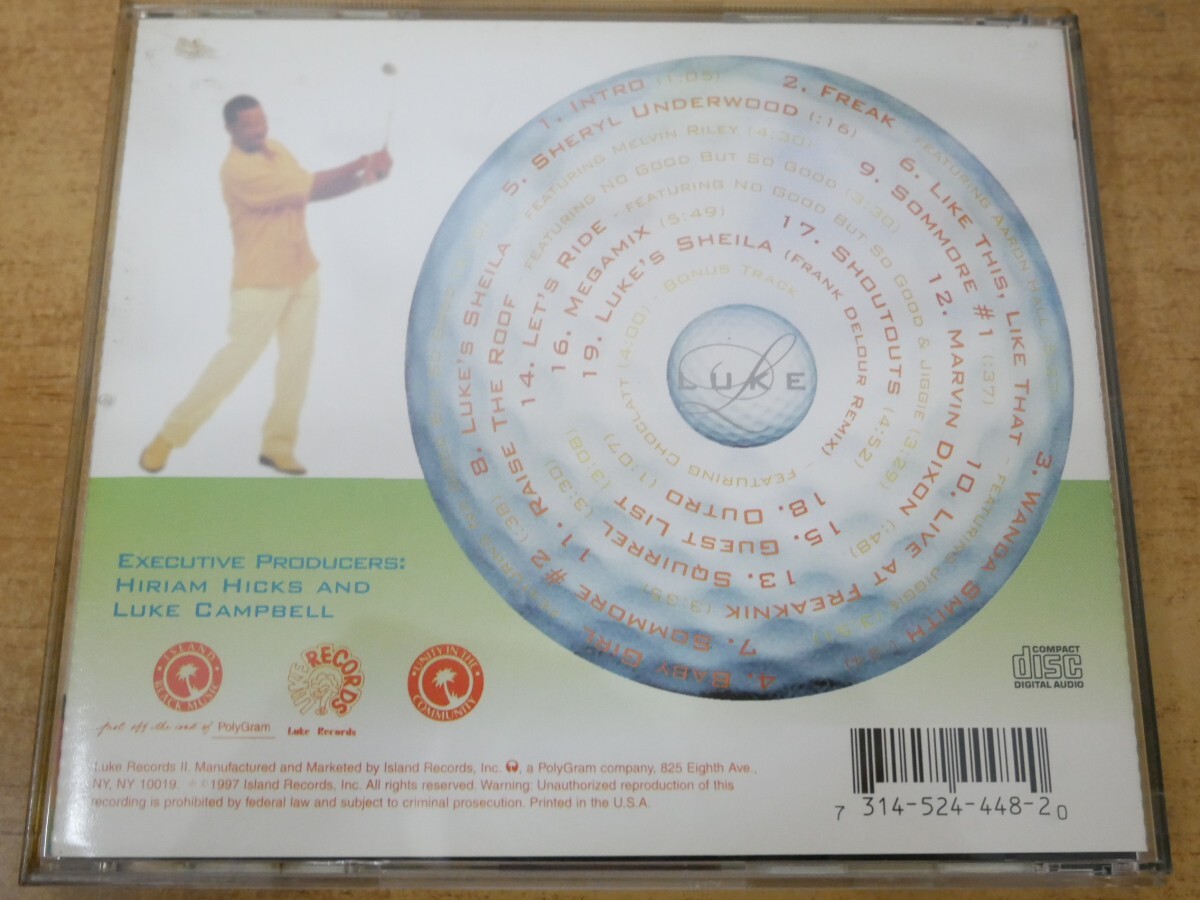 1. INTRO (1:05)
2. FREAK FEATURING AARON HALL
3. WANDA SMITH
4. BABY GIRL
5. SHERYL UNDERWOOD (:16)
6. LIKE THIS, LIKE THAT - FEATURING JIGGIE
7. SOMMORE #2 (:38)
8. LUKE'S SHEILA FEATURING MELVIN RILEY (4:30)
9. SOMMORE #1 (:37)
10. LIVE AT FREAKNIK (3:35)
11. RAISE THE ROOF FEATURING NO GOOD BUT SO GOOD (3:30)
12. MARVIN DIXON (:48)
13. SQUIRREL (3:30)
14. LET'S RIDE - FEATURING NO GOOD BUT SO GOOD & JIGGIE (3:29)
15. GUEST LIST (3:08)
16. MEGAMIX (5:49)
17. SHOUTOUTS (4:52)
18. OUTRO (1:07)
19. LUKE'S SHEILA (FRANK DELOUR REMIX) - FEATURING CHOCLATT (4:00) - BONUS TRACK
LUKE
EXECUTIVE PRODUCERS:
HIRIAM HICKS AND
LUKE CAMPBELL
ISLAND BLACK MUSIC
LUKE RECORDS
UNITY IN THE COMMUNITY
COMPACT
disc
DIGITAL AUDIO
PolyGram
Luke Records
Luke Records II. Manufactured and Marketed by Island Records, Inc. , a PolyGram company, 825 Eighth Ave.,
NY, NY 10019. ℗ © 1997 Island Records, Inc. All rights reserved. Warning: Unauthorized reproduction of this
recording is prohibited by federal law and subject to criminal prosecution. Printed in the U.S.A.
7 314-524-448-2 0